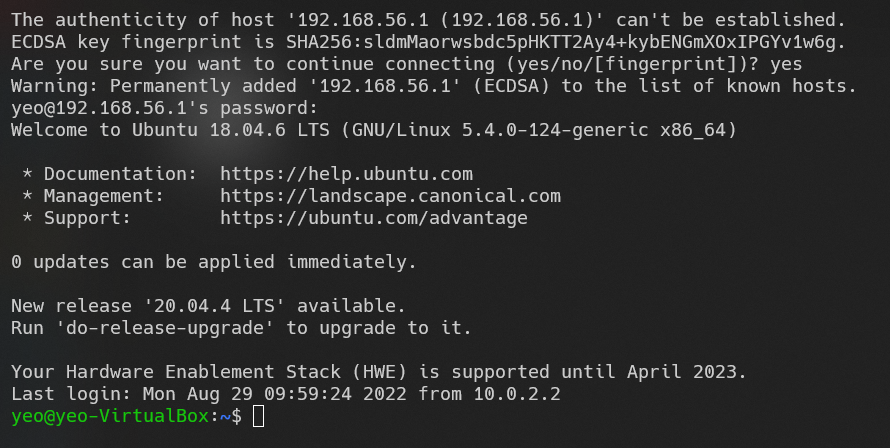 The authenticity of host '192.168.56.1 (192.168.56.1)' can't be established.
ECDSA key fingerprint is SHA256:sldmMaorwsbdc5pHKTT2Ay4+kybENGmXOxIPGYv1w6g.
Are you sure you want to continue connecting (yes/no/[fingerprint])? yes
Warning: Permanently added '192.168.56.1' (ECDSA) to the list of known hosts.
yeo@192.168.56.1's password:
Welcome to Ubuntu 18.04.6 LTS (GNU/Linux 5.4.0-124-generic x86_64)
* Documentation:  https://help.ubuntu.com
* Management:     https://landscape.canonical.com
* Support:        https://ubuntu.com/advantage
0 updates can be applied immediately.
New release '20.04.4 LTS' available.
Run 'do-release-upgrade' to upgrade to it.
Your Hardware Enablement Stack (HWE) is supported until April 2023.
Last login: Mon Aug 29 09:59:24 2022 from 10.0.2.2
yeo@yeo-VirtualBox:~$